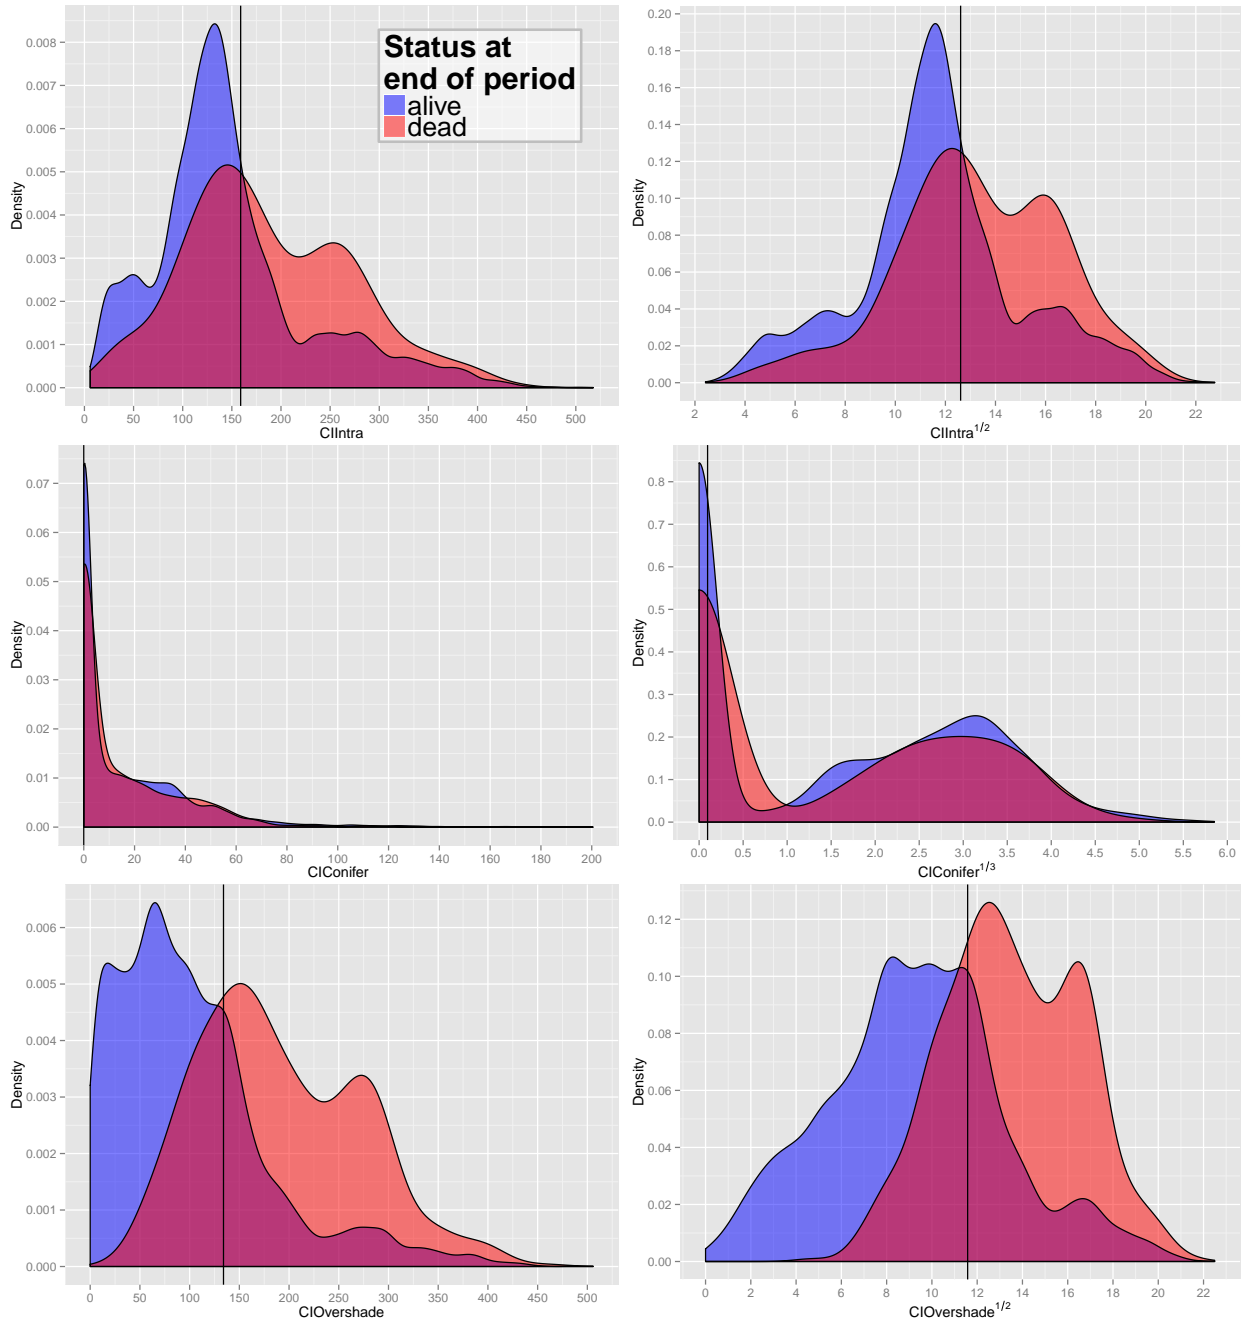 Status at
end of period
alive
dead
Density
0.008
0.007
0.006
0.005
0.004
0.003
0.002
0.001
0.000
0 50 100 150 200 250 300 350 400 450 500
CIIntra
Density
0.20
0.18
0.16
0.14
0.12
0.10
0.08
0.06
0.04
0.02
0.00
2 4 6 8 10 12 14 16 18 20 22
CIIntra^1/2
Density
0.07
0.06
0.05
0.04
0.03
0.02
0.01
0.00
0 20 40 60 80 100 120 140 160 180 200
CIConifer
Density
0.8
0.7
0.6
0.5
0.4
0.3
0.2
0.1
0.0
0.0 0.5 1.0 1.5 2.0 2.5 3.0 3.5 4.0 4.5 5.0 5.5 6.0
CIConifer^1/3
Density
0.006
0.005
0.004
0.003
0.002
0.001
0.000
0 50 100 150 200 250 300 350 400 450 500
CIOvershade
Density
0.12
0.10
0.08
0.06
0.04
0.02
0.00
0 2 4 6 8 10 12 14 16 18 20 22
CIOvershade^1/2